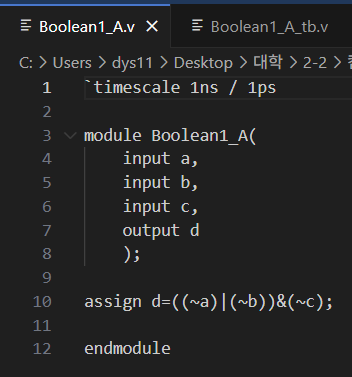 Boolean1_A.v
Boolean1_A_tb.v
C: > Users > dys11 > Desktop > 대학 > 2-2 >
1 `timescale 1ns / 1ps
2
3 module Boolean1_A(
4 input a,
5 input b,
6 input c,
7 output d
8 );
9
10 assign d=((~a)|(~b))&(~c);
11
12 endmodule